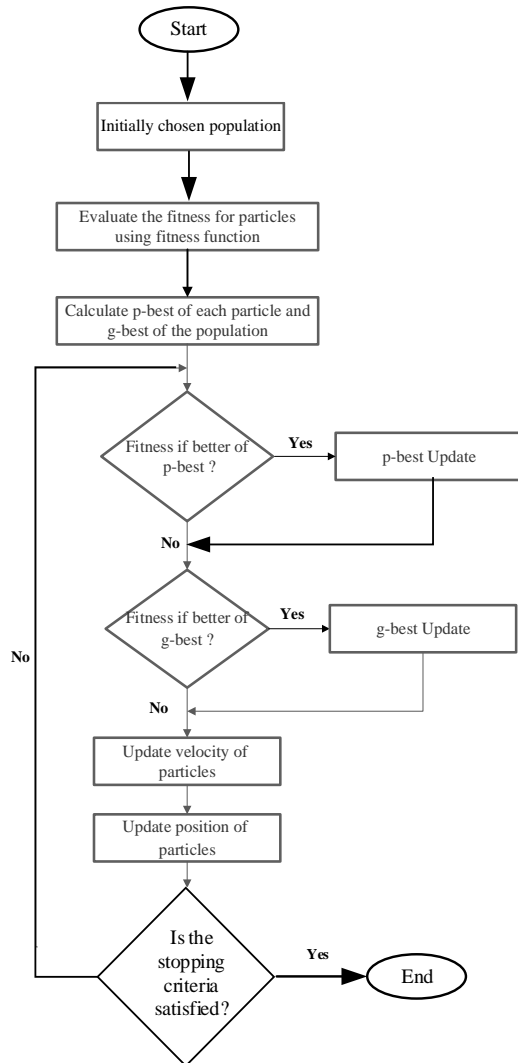 Start
Initially chosen population
Evaluate the fitness for particles
using fitness function
Calculate p-best of each particle and
g-best of the population
Fitness if better of
p-best ?
Yes
p-best Update
No
Fitness if better of
g-best ?
Yes
g-best Update
No
No
Update velocity of
particles
Update position of
particles
Is the
stopping
criteria
satisfied?
Yes
End